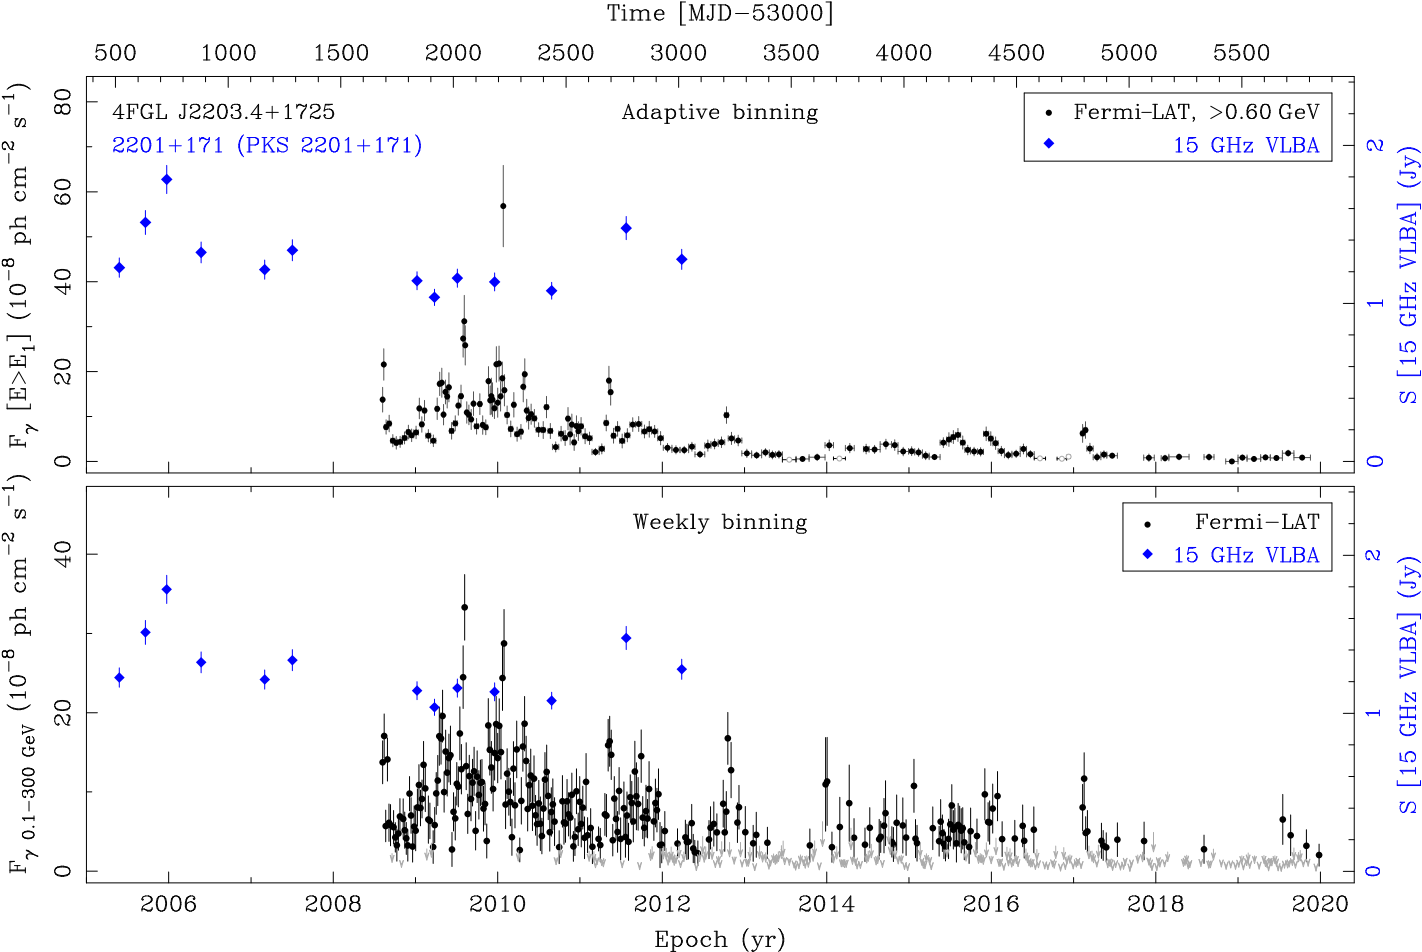 Time [MJD−53000]
500 1000 1500 2000 2500 3000 3500 4000 4500 5000 5500
4FGL J2203.4+1725
2201+171 (PKS 2201+171)
Adaptive binning
Fermi−LAT, >0.60 GeV
15 GHz VLBA
80
60
40
20
0
Fγ [E>E1] (10−8 ph cm−2 s−1)
2
1
0
S [15 GHz VLBA] (Jy)
Weekly binning
Fermi−LAT
15 GHz VLBA
40
20
0
Fγ 0.1−300 GeV (10−8 ph cm−2 s−1)
2
1
0
S [15 GHz VLBA] (Jy)
2006 2008 2010 2012 2014 2016 2018 2020
Epoch (yr)